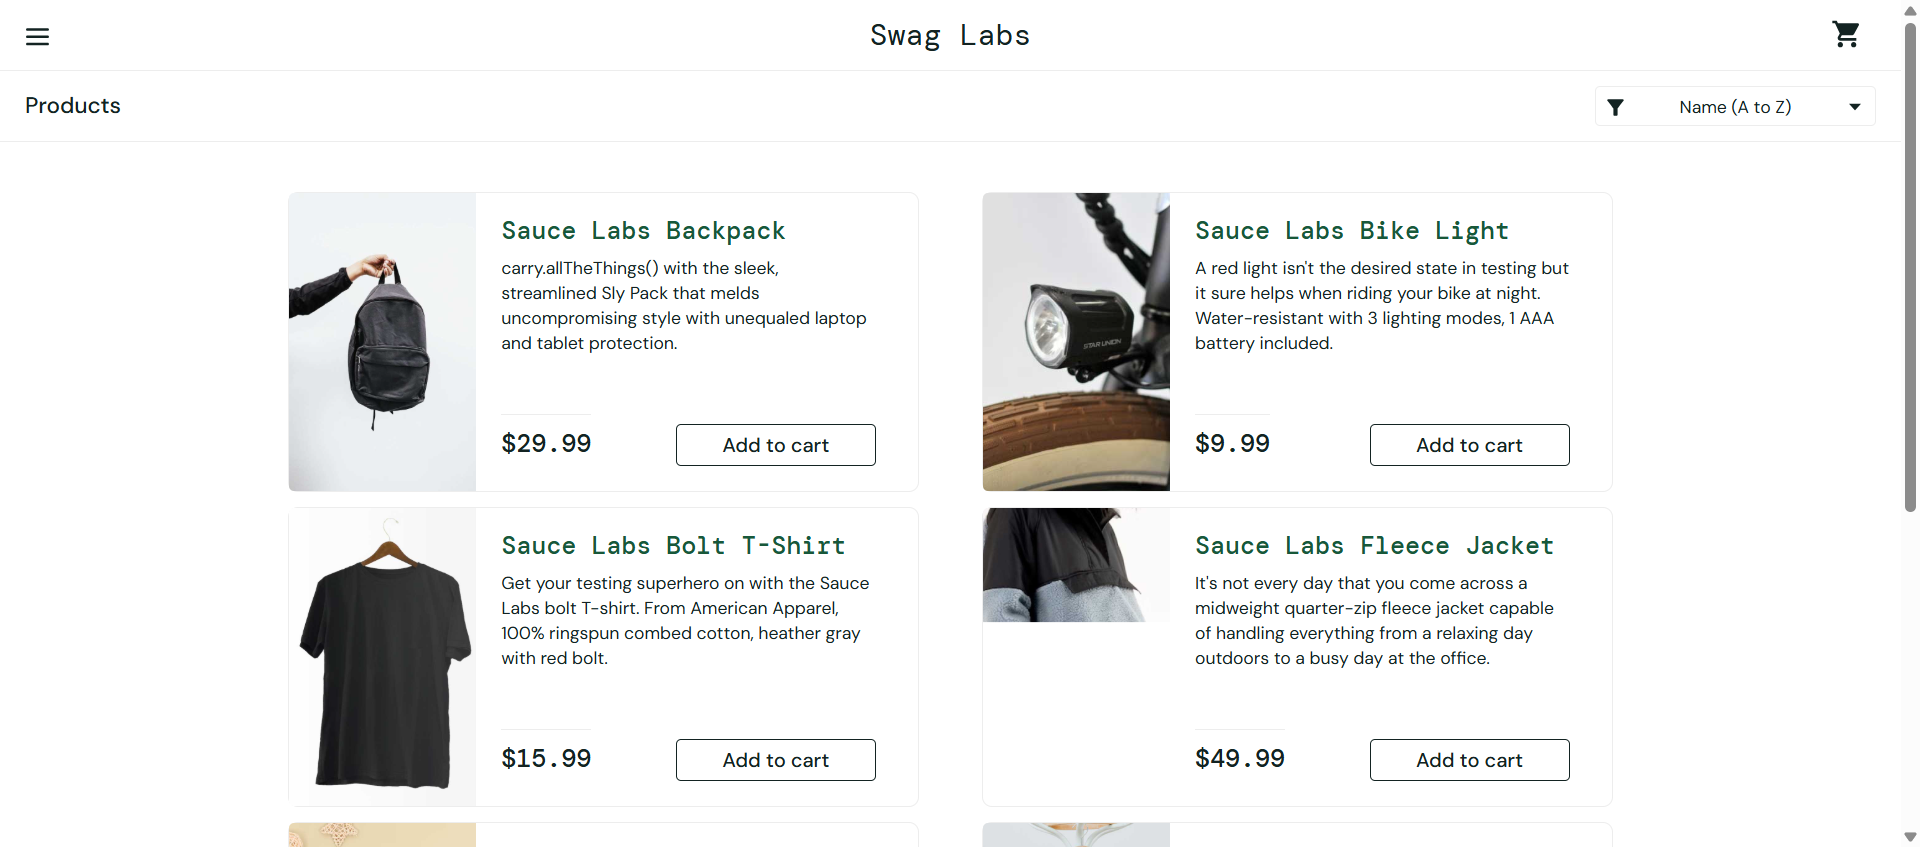 Swag Labs
Products
Name (A to Z)
Sauce Labs Backpack
carry.allTheThings() with the sleek,
streamlined Sly Pack that melds
uncompromising style with unequaled laptop
and tablet protection.
$29.99
Add to cart
Sauce Labs Bike Light
A red light isn't the desired state in testing but
it sure helps when riding your bike at night.
Water-resistant with 3 lighting modes, 1 AAA
battery included.
STAR UNION
$9.99
Add to cart
Sauce Labs Bolt T-Shirt
Get your testing superhero on with the Sauce
Labs bolt T-shirt. From American Apparel,
100% ringspun combed cotton, heather gray
with red bolt.
$15.99
Add to cart
Sauce Labs Fleece Jacket
It's not every day that you come across a
midweight quarter-zip fleece jacket capable
of handling everything from a relaxing day
outdoors to a busy day at the office.
$49.99
Add to cart